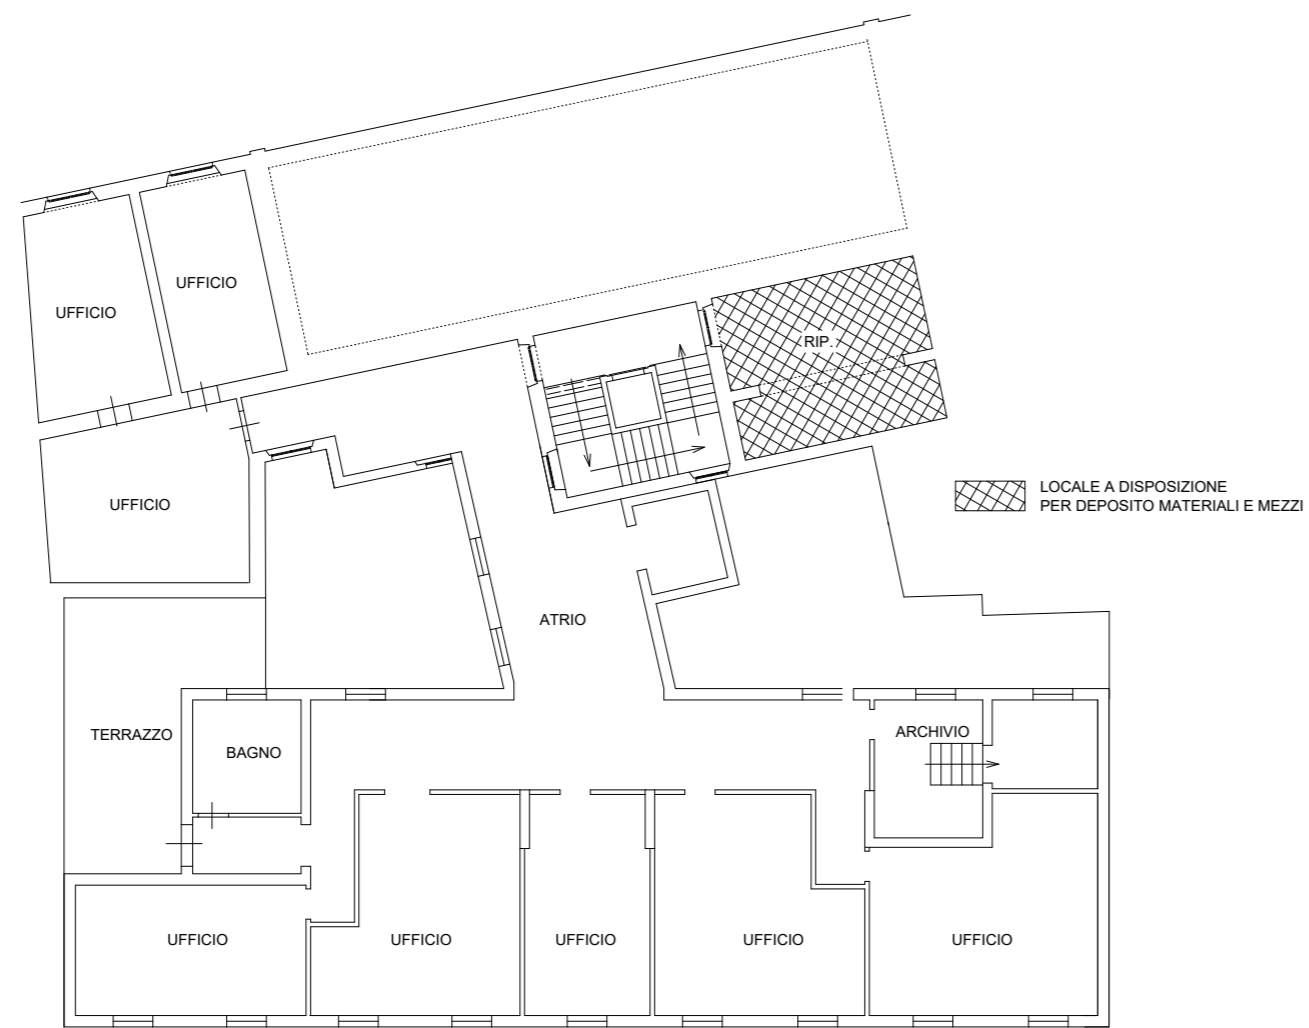 UFFICIO
UFFICIO
RIP.
LOCALE A DISPOSIZIONE
PER DEPOSITO MATERIALI E MEZZI
UFFICIO
ATRIO
TERRAZZO
BAGNO
ARCHIVIO
UFFICIO
UFFICIO
UFFICIO
UFFICIO
UFFICIO